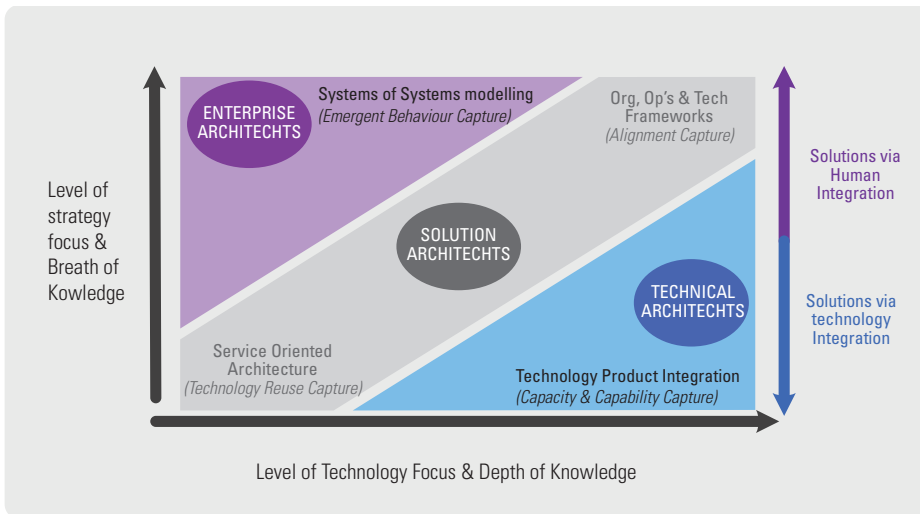 ENTERPRISE
ARCHITECHTS
Systems of Systems modelling
(Emergent Behaviour Capture)
Org, Op's & Tech
Frameworks
(Alignment Capture)
Level of
strategy
focus &
Breath of
Kowledge
SOLUTION
ARCHITECHTS
TECHNICAL
ARCHITECHTS
Solutions via
Human
Integration
Solutions via
technology
Integration
Service Oriented
Architecture
(Technology Reuse Capture)
Technology Product Integration
(Capacity & Capability Capture)
Level of Technology Focus & Depth of Knowledge